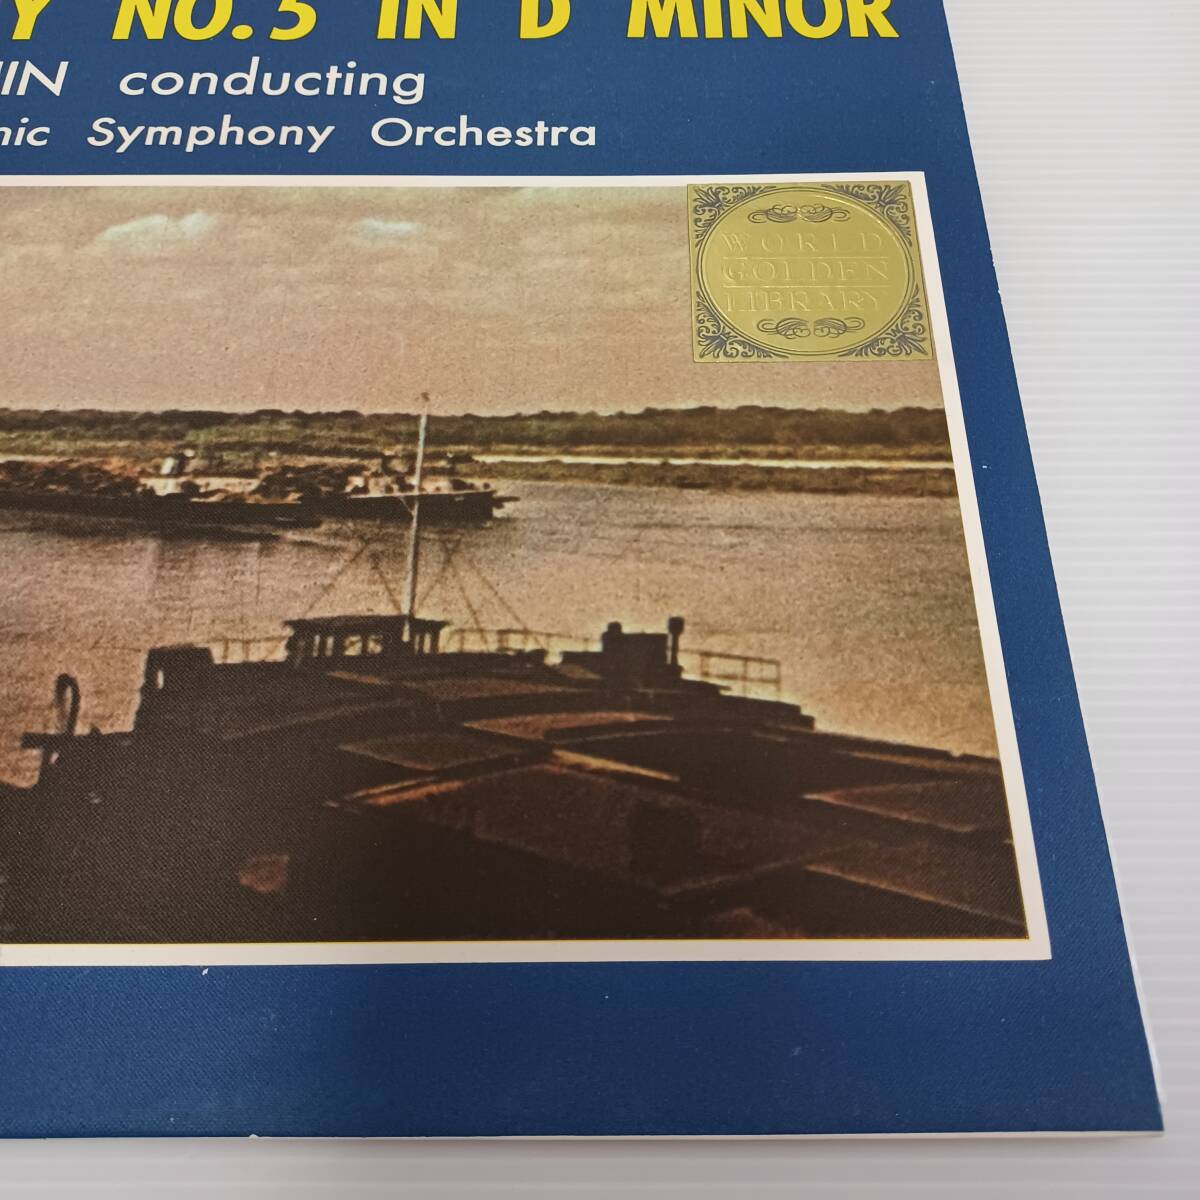 Y NO. 5 IN D MINOR
IN conducting
nic Symphony Orchestra
WORLD
GOLDEN
LIBRARY